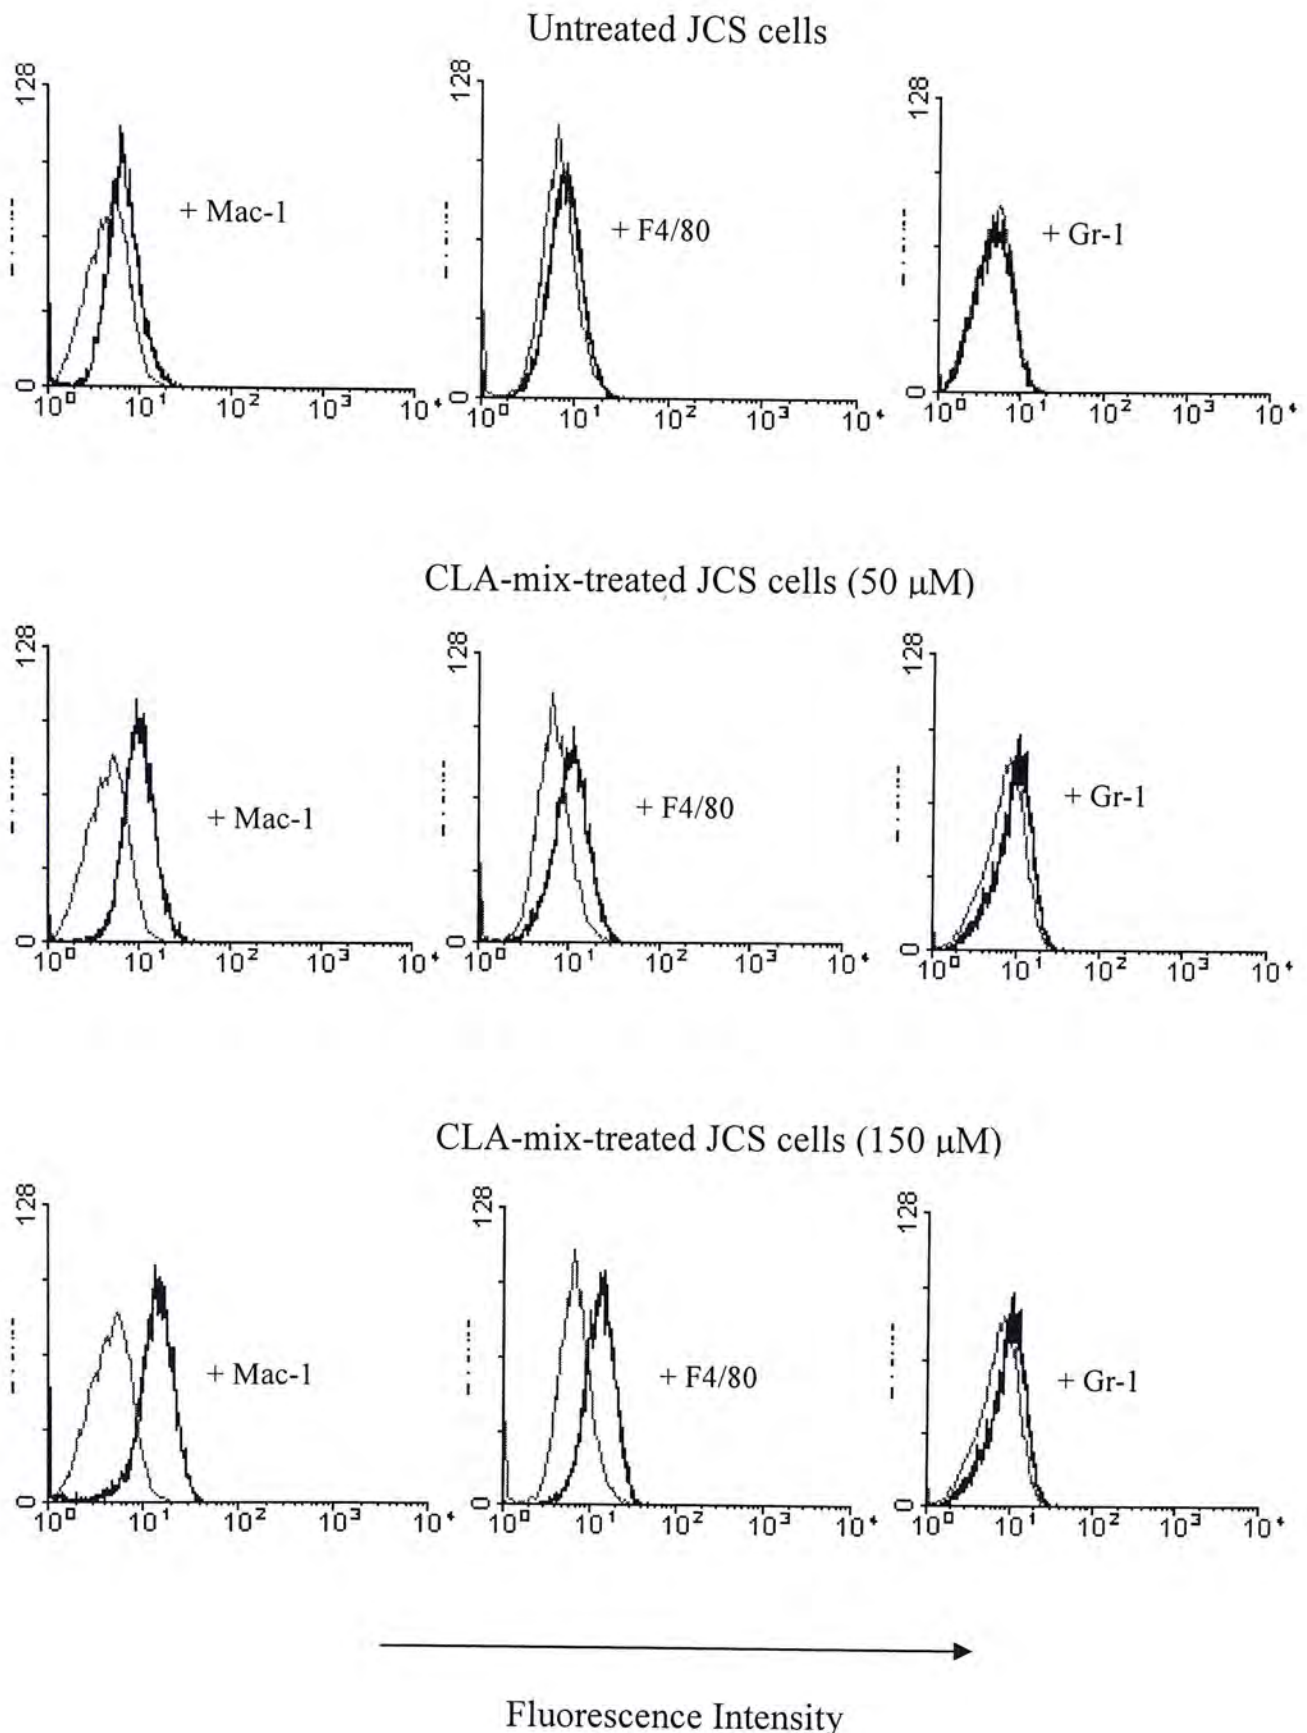 Untreated JCS cells
128
0
10⁰ 10¹ 10² 10³ 10⁴
+ Mac-1
128
0
10⁰ 10¹ 10² 10³ 10⁴
+ F4/80
128
0
10⁰ 10¹ 10² 10³ 10⁴
+ Gr-1
CLA-mix-treated JCS cells (50 µM)
128
0
10⁰ 10¹ 10² 10³ 10⁴
+ Mac-1
128
0
10⁰ 10¹ 10² 10³ 10⁴
+ F4/80
128
0
10⁰ 10¹ 10² 10³ 10⁴
+ Gr-1
CLA-mix-treated JCS cells (150 µM)
128
0
10⁰ 10¹ 10² 10³ 10⁴
+ Mac-1
128
0
10⁰ 10¹ 10² 10³ 10⁴
+ F4/80
128
0
10⁰ 10¹ 10² 10³ 10⁴
+ Gr-1
Fluorescence Intensity